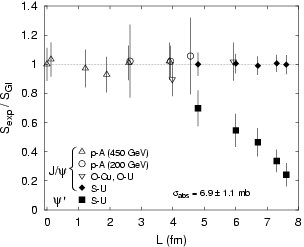 1.4
1.2
1
0.8
0.6
0.4
0.2
0
S_exp / S_Gl
J/ψ
p-A (450 GeV)
p-A (200 GeV)
O-Cu, O-U
S-U
ψ' S-U
σ_abs = 6.9 ± 1.1 mb
0 1 2 3 4 5 6 7 8
L (fm)